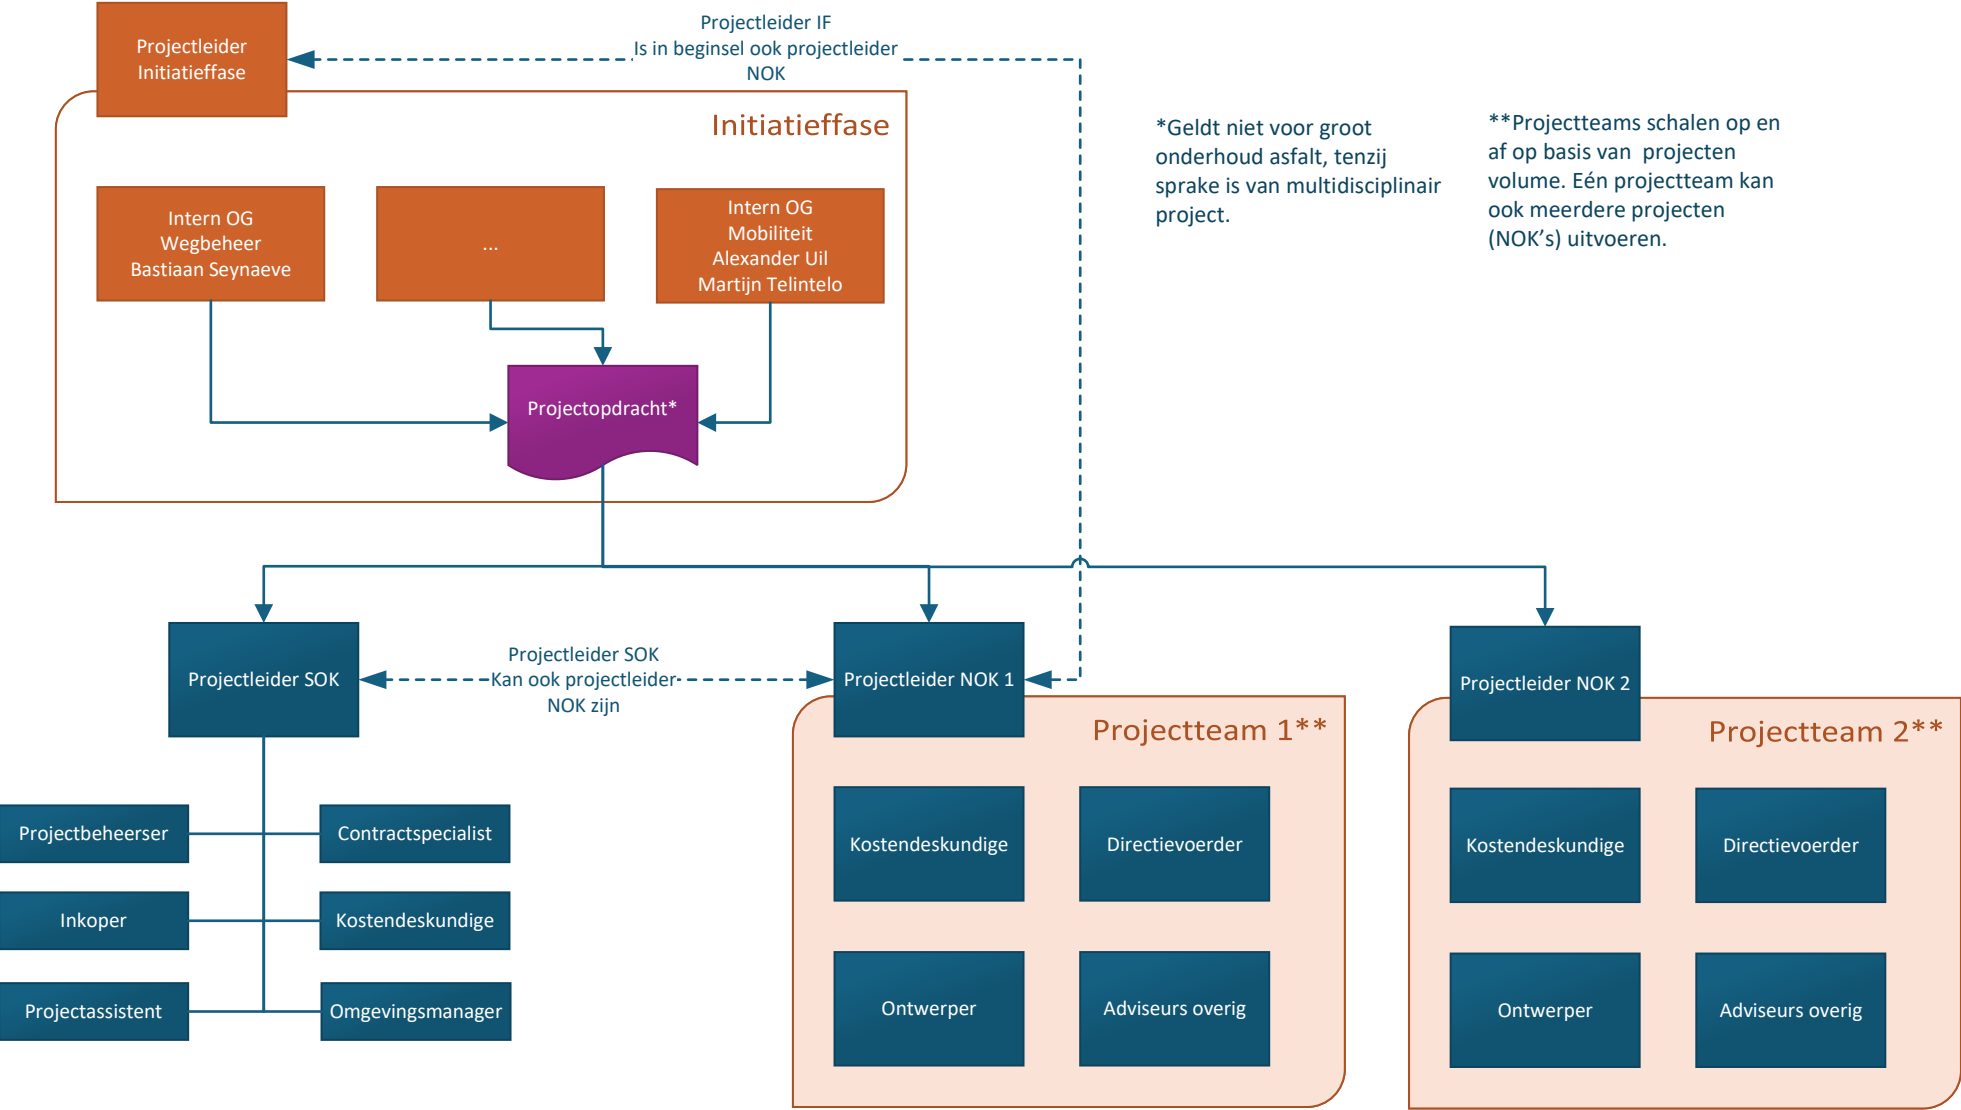 Projectleider
Initiatieffase
Projectleider IF
Is in beginsel ook projectleider
NOK
Initiatieffase
*Geldt niet voor groot
onderhoud asfalt, tenzij
sprake is van multidisciplinair
project.
**Projectteams schalen op en
af op basis van projecten
volume. Eén projectteam kan
ook meerdere projecten
(NOK's) uitvoeren.
Intern OG
Wegbeheer
Bastiaan Seynaeve
...
Intern OG
Mobiliteit
Alexander Uil
Martijn Telintelo
Projectopdracht*
Projectleider SOK
Projectleider SOK
Kan ook projectleider
NOK zijn
Projectleider NOK 1
Projectleider NOK 2
Projectteam 1**
Projectteam 2**
Projectbeheerser
Contractspecialist
Inkoper
Kostendeskundige
Projectassistent
Omgevingsmanager
Kostendeskundige
Directievoerder
Ontwerper
Adviseurs overig
Kostendeskundige
Directievoerder
Ontwerper
Adviseurs overig